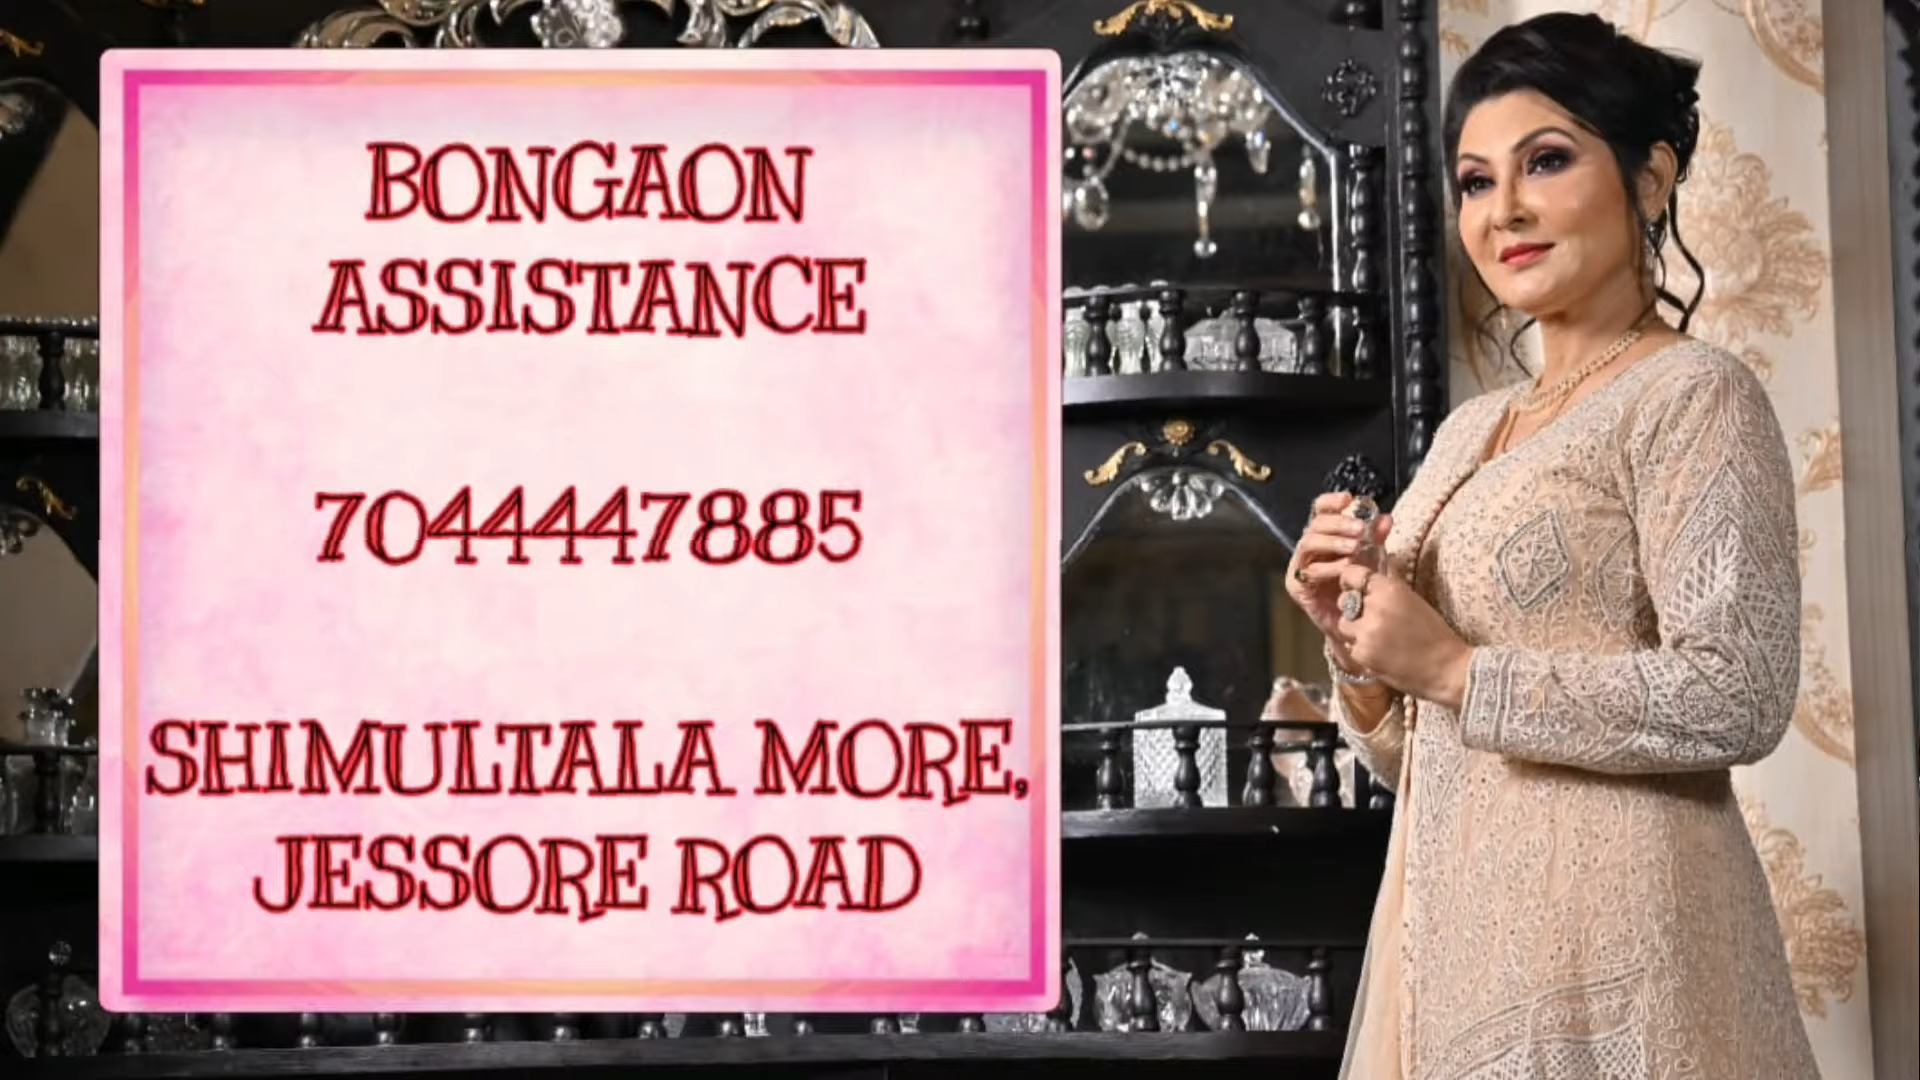 BONGAON
ASSISTANCE
7044447885
SHIMULTALA MORE,
JESSORE ROAD